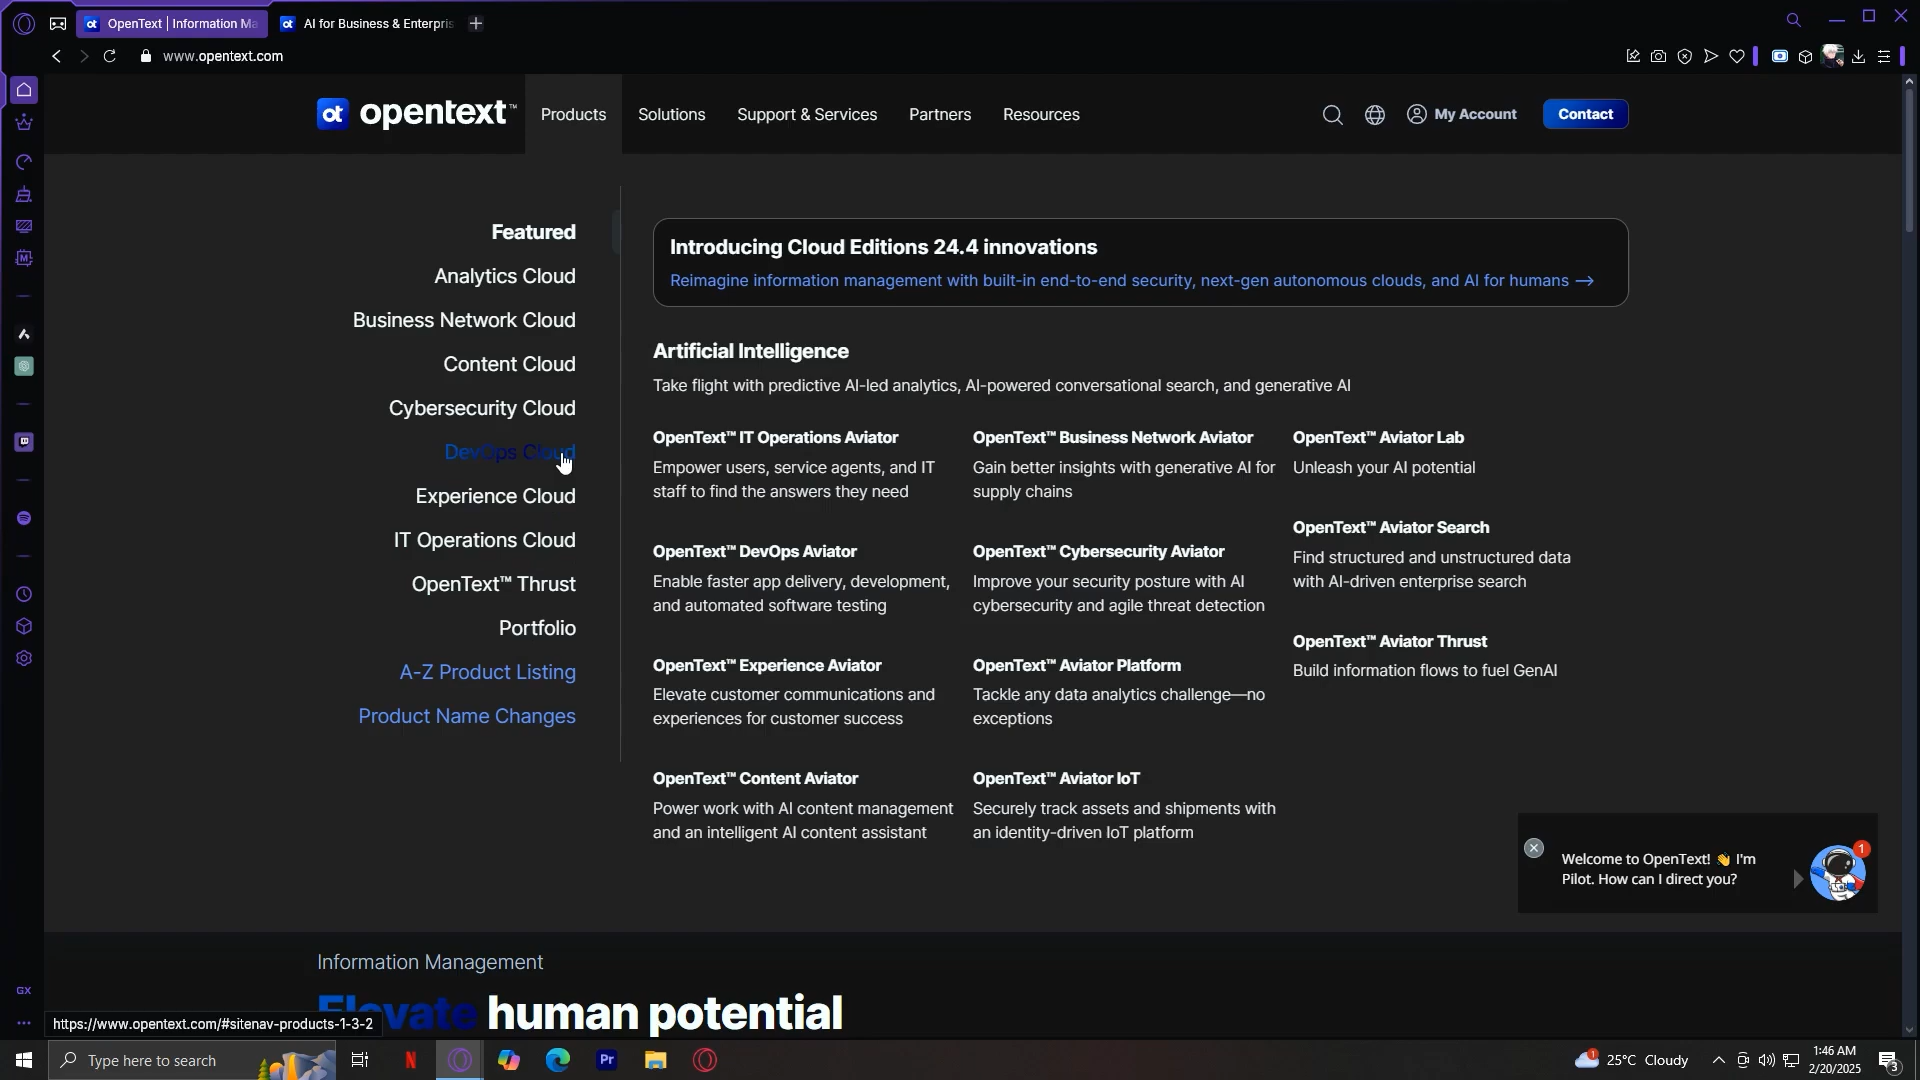 OpenText | Information Ma
AI for Business & Enterpris
www.opentext.com
ot opentext™
Products
Solutions
Support & Services
Partners
Resources
My Account
Contact
Featured
Analytics Cloud
Business Network Cloud
Content Cloud
Cybersecurity Cloud
DevOps Cloud
Experience Cloud
IT Operations Cloud
OpenText™ Thrust
Portfolio
A-Z Product Listing
Product Name Changes
Introducing Cloud Editions 24.4 innovations
Reimagine information management with built-in end-to-end security, next-gen autonomous clouds, and AI for humans →
Artificial Intelligence
Take flight with predictive AI-led analytics, AI-powered conversational search, and generative AI
OpenText™ IT Operations Aviator
Empower users, service agents, and IT
staff to find the answers they need
OpenText™ DevOps Aviator
Enable faster app delivery, development,
and automated software testing
OpenText™ Experience Aviator
Elevate customer communications and
experiences for customer success
OpenText™ Content Aviator
Power work with AI content management
and an intelligent AI content assistant
OpenText™ Business Network Aviator
Gain better insights with generative AI for
supply chains
OpenText™ Cybersecurity Aviator
Improve your security posture with AI
cybersecurity and agile threat detection
OpenText™ Aviator Platform
Tackle any data analytics challenge—no
exceptions
OpenText™ Aviator IoT
Securely track assets and shipments with
an identity-driven IoT platform
OpenText™ Aviator Lab
Unleash your AI potential
OpenText™ Aviator Search
Find structured and unstructured data
with AI-driven enterprise search
OpenText™ Aviator Thrust
Build information flows to fuel GenAI
Welcome to OpenText! 👋 I'm
Pilot. How can I direct you?
1
Information Management
Elevate human potential
GX
https://www.opentext.com/#sitenav-products-1-3-2
Type here to search
N
Pr
1
25°C Cloudy
1:46 AM
2/20/2025
3